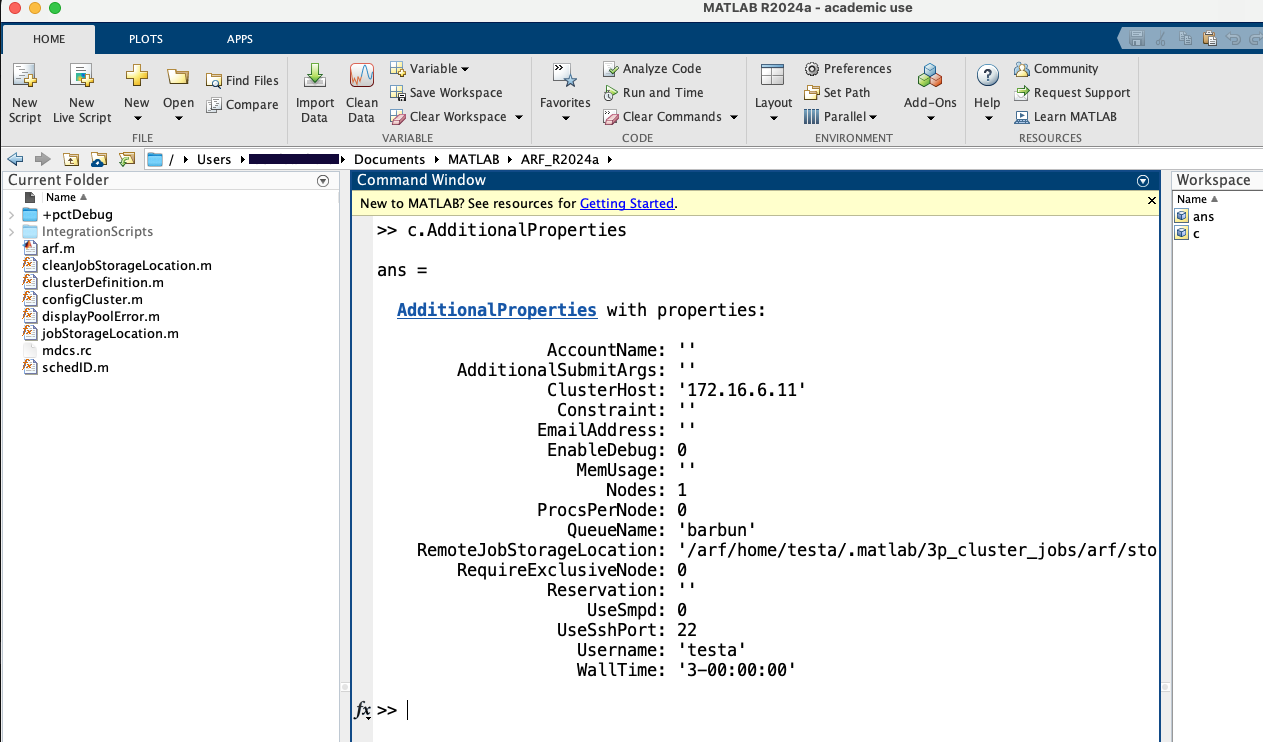 MATLAB R2024a - academic use
HOME PLOTS APPS
New Script
New Live Script
New
Open
Find Files
Compare
FILE
Import Data
Clean Data
Variable
Save Workspace
Clear Workspace
VARIABLE
Favorites
Analyze Code
Run and Time
Clear Commands
CODE
Layout
Preferences
Set Path
Parallel
Add-Ons
ENVIRONMENT
Help
Community
Request Support
Learn MATLAB
RESOURCES
/ Users Documents MATLAB ARF_R2024a
Current Folder
Name
+pctDebug
IntegrationScripts
arf.m
cleanJobStorageLocation.m
clusterDefinition.m
configCluster.m
displayPoolError.m
jobStorageLocation.m
mdcs.rc
schedID.m
Command Window
New to MATLAB? See resources for Getting Started.
>> c.AdditionalProperties
ans =
AdditionalProperties with properties:
AccountName: ''
AdditionalSubmitArgs: ''
ClusterHost: '172.16.6.11'
Constraint: ''
EmailAddress: ''
EnableDebug: 0
MemUsage: ''
Nodes: 1
ProcsPerNode: 0
QueueName: 'barbun'
RemoteJobStorageLocation: '/arf/home/testa/.matlab/3p_cluster_jobs/arf/sto
RequireExclusiveNode: 0
Reservation: ''
UseSmpd: 0
UseSshPort: 22
Username: 'testa'
WallTime: '3-00:00:00'
fx >>
Workspace
Name
ans
c